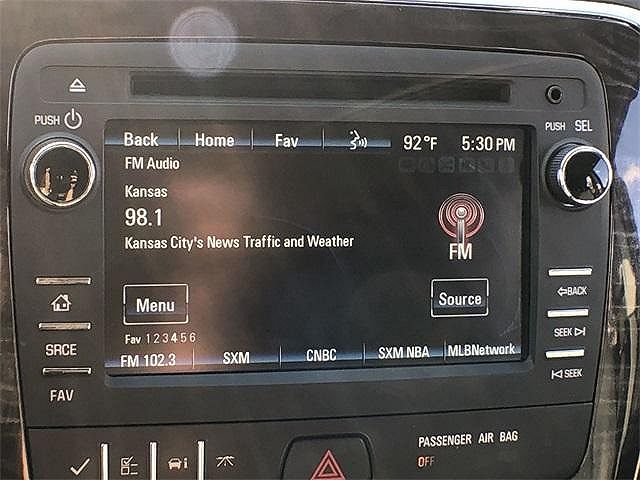 PUSH
PUSH SEL
Back Home Fav 92°F 5:30 PM
FM Audio
Kansas
98.1
Kansas City's News Traffic and Weather
FM
Menu
Source
Fav 1 2 3 4 5 6
FM 102.3 SXM CNBC SXM NBA MLBNetwork
SRCE
FAV
BACK
SEEK
SEEK
PASSENGER AIR BAG
OFF